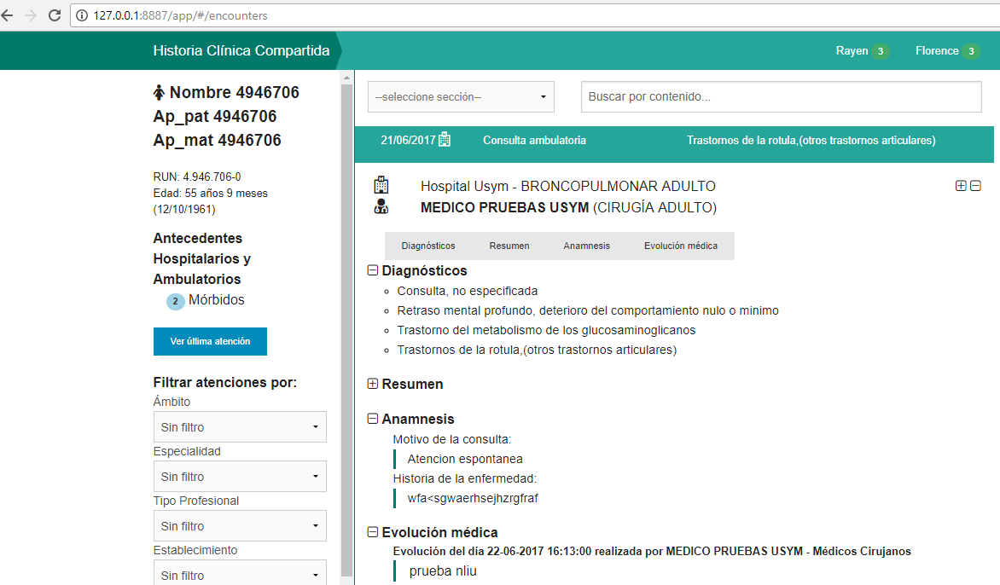 127.0.0.1:8887/app/#/encounters
Historia Clínica Compartida
Rayen 3 Florence 3
Nombre 4946706
Ap_pat 4946706
Ap_mat 4946706
RUN: 4.946.706-0
Edad: 55 años 9 meses
(12/10/1961)
Antecedentes
Hospitalarios y
Ambulatorios
2 Mórbidos
Ver última atención
Filtrar atenciones por:
Ámbito
Sin filtro
Especialidad
Sin filtro
Tipo Profesional
Sin filtro
Establecimiento
Sin filtro
--seleccione sección-- Buscar por contenido...
21/06/2017 Consulta ambulatoria Trastornos de la rotula,(otros trastornos articulares)
Hospital Usym - BRONCOPULMONAR ADULTO
MEDICO PRUEBAS USYM (CIRUGÍA ADULTO)
Diagnósticos Resumen Anamnesis Evolución médica
Diagnósticos
Consulta, no especificada
Retraso mental profundo, deterioro del comportamiento nulo o minimo
Trastorno del metabolismo de los glucosaminoglicanos
Trastornos de la rotula,(otros trastornos articulares)
Resumen
Anamnesis
Motivo de la consulta:
Atencion espontanea
Historia de la enfermedad:
wfa<sgwaerhsejhzrgfraf
Evolución médica
Evolución del día 22-06-2017 16:13:00 realizada por MEDICO PRUEBAS USYM - Médicos Cirujanos
prueba nliu